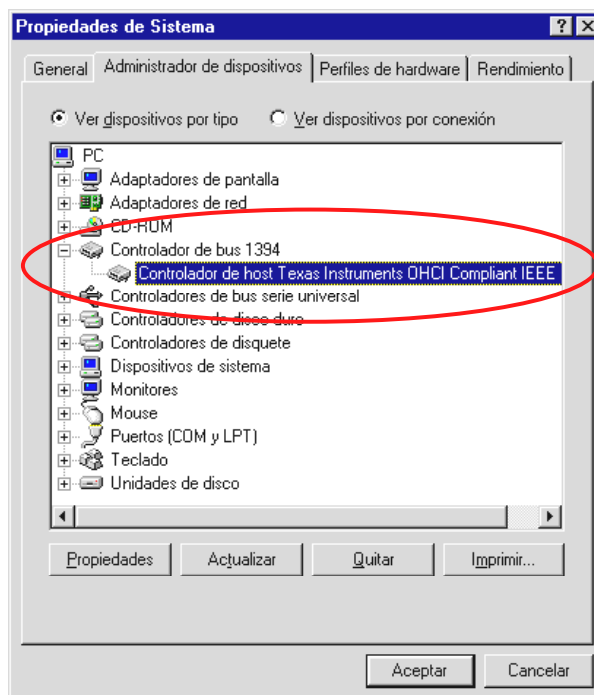 Propiedades de Sistema
General Administrador de dispositivos Perfiles de hardware Rendimiento
Ver dispositivos por tipo Ver dispositivos por conexión
PC
Adaptadores de pantalla
Adaptadores de red
CD-ROM
Controlador de bus 1394
Controlador de host Texas Instruments OHCI Compliant IEEE
Controladores de bus serie universal
Controladores de disco duro
Controladores de disquete
Dispositivos de sistema
Monitores
Mouse
Puertos (COM y LPT)
Teclado
Unidades de disco
Propiedades Actualizar Quitar Imprimir...
Aceptar Cancelar